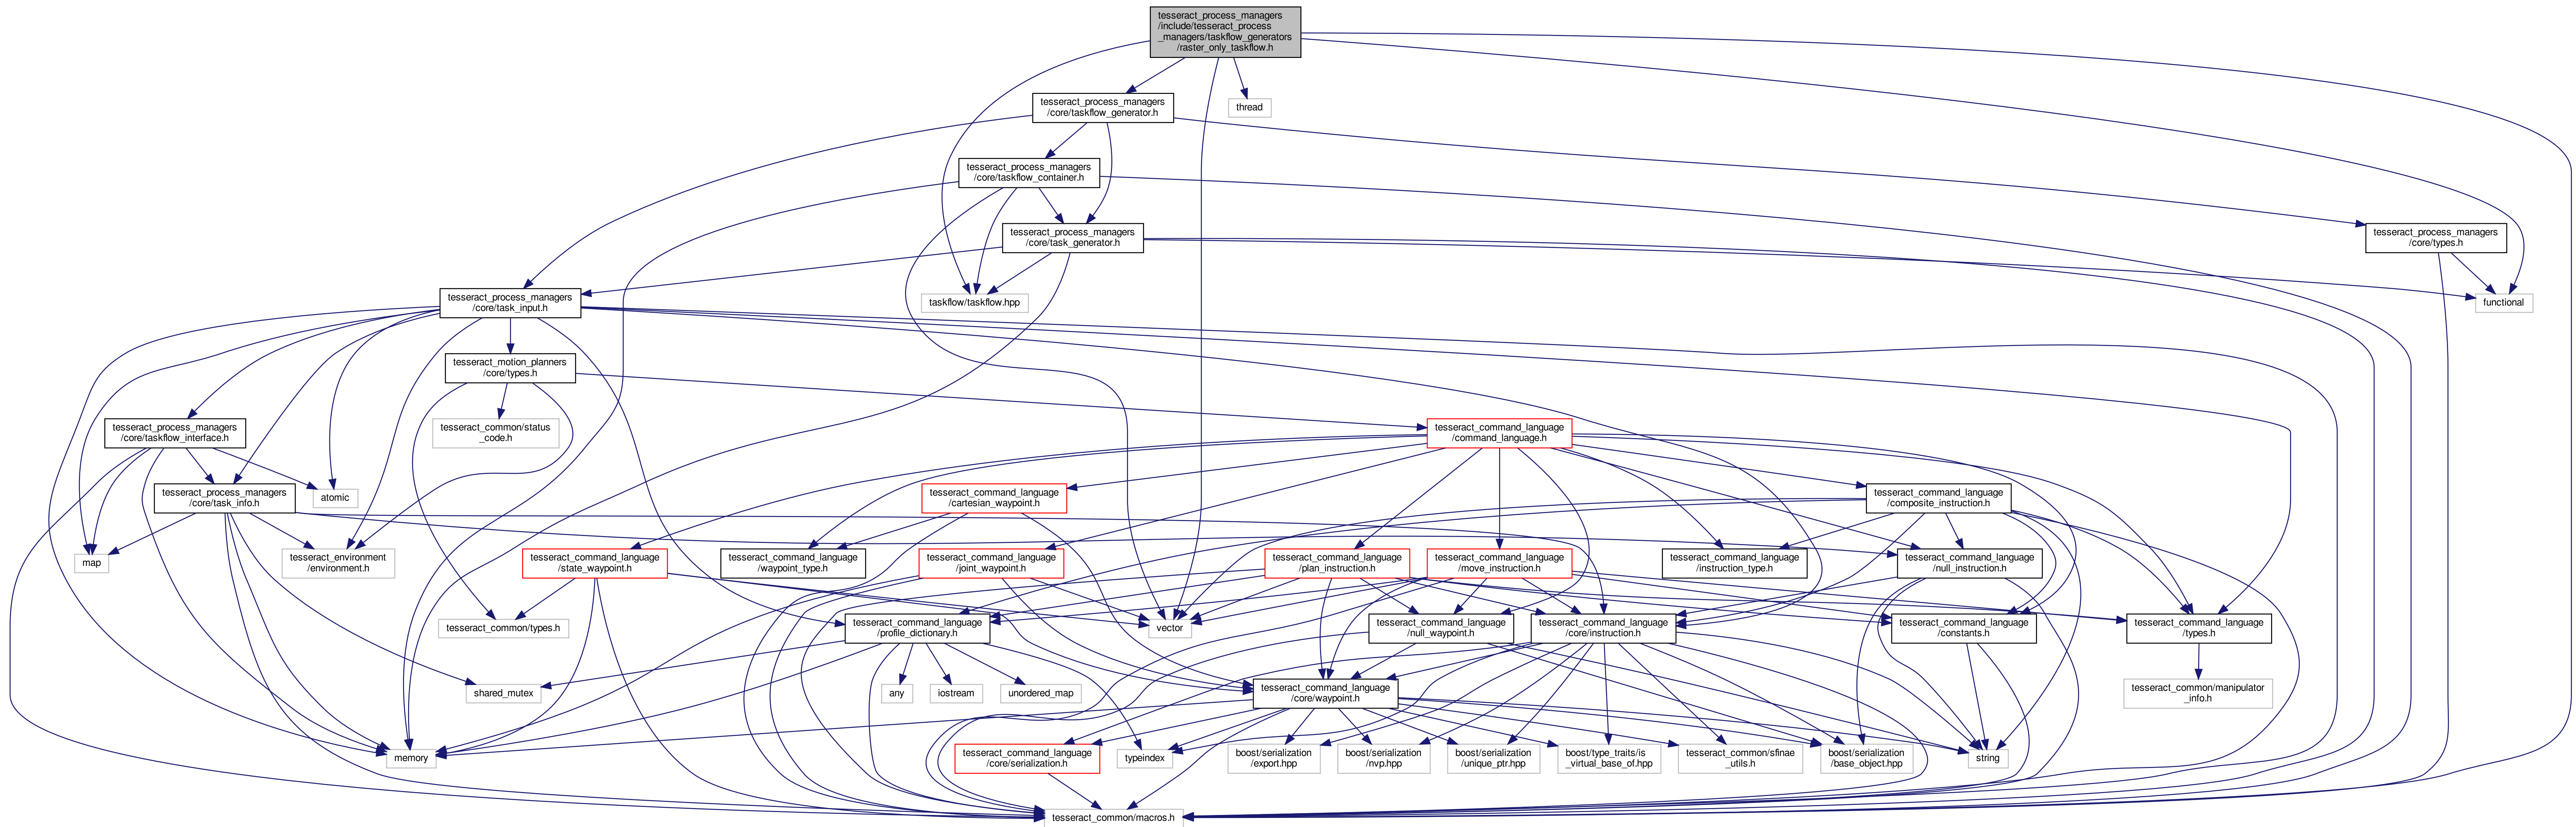 tesseract_process_managers
/include/tesseract_process
_managers/taskflow_generators
/raster_only_taskflow.h
tesseract_process_managers
/core/taskflow_generator.h
thread
tesseract_process_managers
/core/taskflow_container.h
tesseract_process_managers
/core/task_generator.h
tesseract_process_managers
/core/types.h
tesseract_process_managers
/core/task_input.h
taskflow/taskflow.hpp
functional
tesseract_motion_planners
/core/types.h
tesseract_process_managers
/core/taskflow_interface.h
tesseract_common/status
_code.h
tesseract_command_language
/command_language.h
tesseract_process_managers
/core/task_info.h
atomic
tesseract_command_language
/cartesian_waypoint.h
tesseract_command_language
/composite_instruction.h
map
tesseract_environment
/environment.h
tesseract_command_language
/state_waypoint.h
tesseract_command_language
/waypoint_type.h
tesseract_command_language
/joint_waypoint.h
tesseract_command_language
/plan_instruction.h
tesseract_command_language
/move_instruction.h
tesseract_command_language
/instruction_type.h
tesseract_command_language
/null_instruction.h
tesseract_common/types.h
tesseract_command_language
/profile_dictionary.h
vector
tesseract_command_language
/null_waypoint.h
tesseract_command_language
/core/instruction.h
tesseract_command_language
/constants.h
tesseract_command_language
/types.h
shared_mutex
any
iostream
unordered_map
tesseract_command_language
/core/waypoint.h
tesseract_common/manipulator
_info.h
memory
tesseract_command_language
/core/serialization.h
typeindex
boost/serialization
/export.hpp
boost/serialization
/nvp.hpp
boost/serialization
/unique_ptr.hpp
boost/type_traits/is
_virtual_base_of.hpp
tesseract_common/sfinae
_utils.h
boost/serialization
/base_object.hpp
string
tesseract_common/macros.h